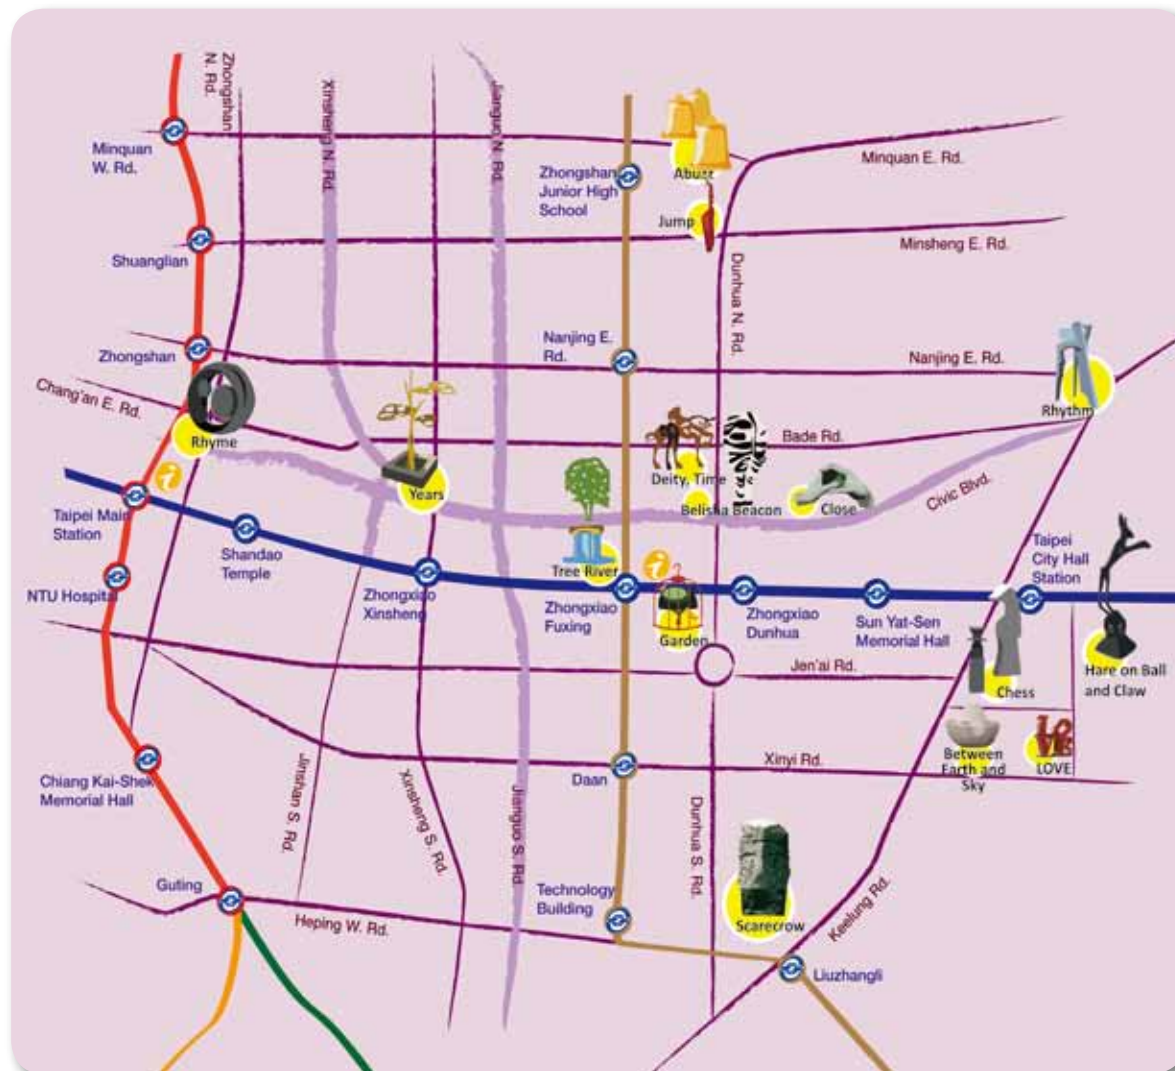 Zhongshan
N. Rd.
Xinsheng N. Rd.
Jianguo N. Rd.
Minquan
W. Rd.
Zhongshan
Junior High
School
Abuzz
Minquan E. Rd.
Jump
Minsheng E. Rd.
Shuanglian
Dunhua N. Rd.
Zhongshan
Nanjing E.
Rd.
Nanjing E. Rd.
Chang'an E. Rd.
Rhyme
Rhythm
Bade Rd.
Years
Deity, Time
Belisha Beacon
Close
Civic Blvd.
i
Taipei Main
Station
Shandao
Temple
Tree River
i
Taipei
City Hall
Station
NTU Hospital
Zhongxiao
Xinsheng
Zhongxiao
Fuxing
Garden
Zhongxiao
Dunhua
Sun Yat-Sen
Memorial Hall
Jen'ai Rd.
Chess
Hare on Ball
and Claw
Chiang Kai-Shek
Memorial Hall
Jinshan S. Rd.
Xinsheng S. Rd.
Jianguo S. Rd.
Daan
Xinyi Rd.
Between
Earth and
Sky
LOVE
LOVE
Dunhua S. Rd.
Guting
Heping W. Rd.
Technology
Building
Scarecrow
Keelung Rd.
Liuzhangli